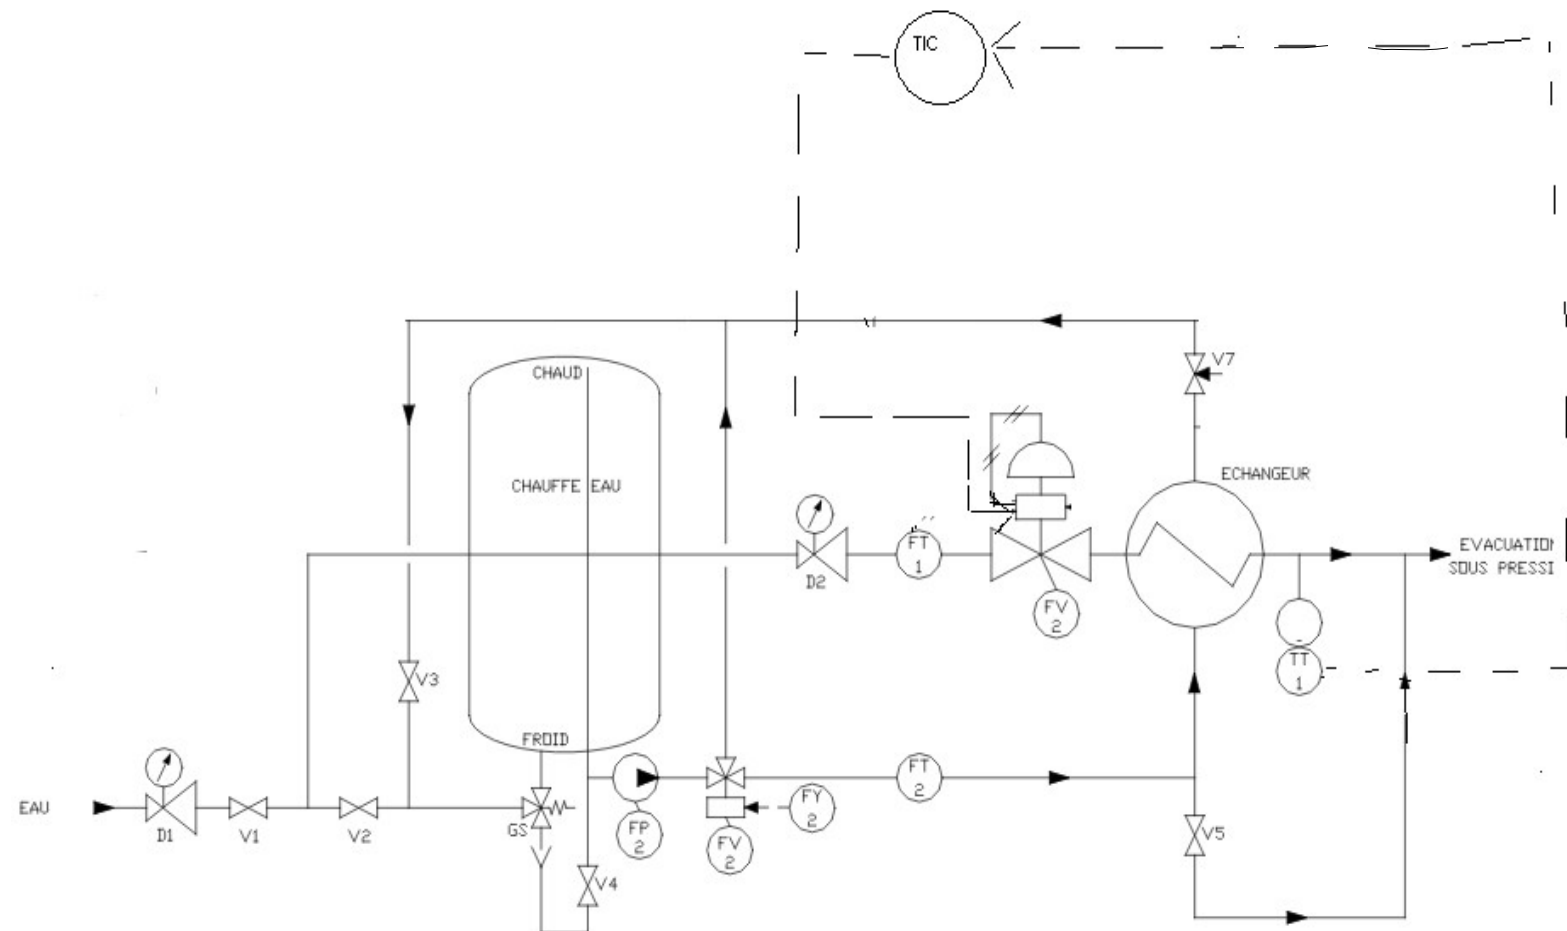 TIC
CHAUD
V7
CHAUFFE EAU
ECHANGEUR
FT
1
D2
EVACUATION
SOUS PRESSI
FV
2
TT
1
V3
FROID
EAU
D1
V1
V2
GS
FP
2
FV
2
FY
2
FT
2
V5
V4